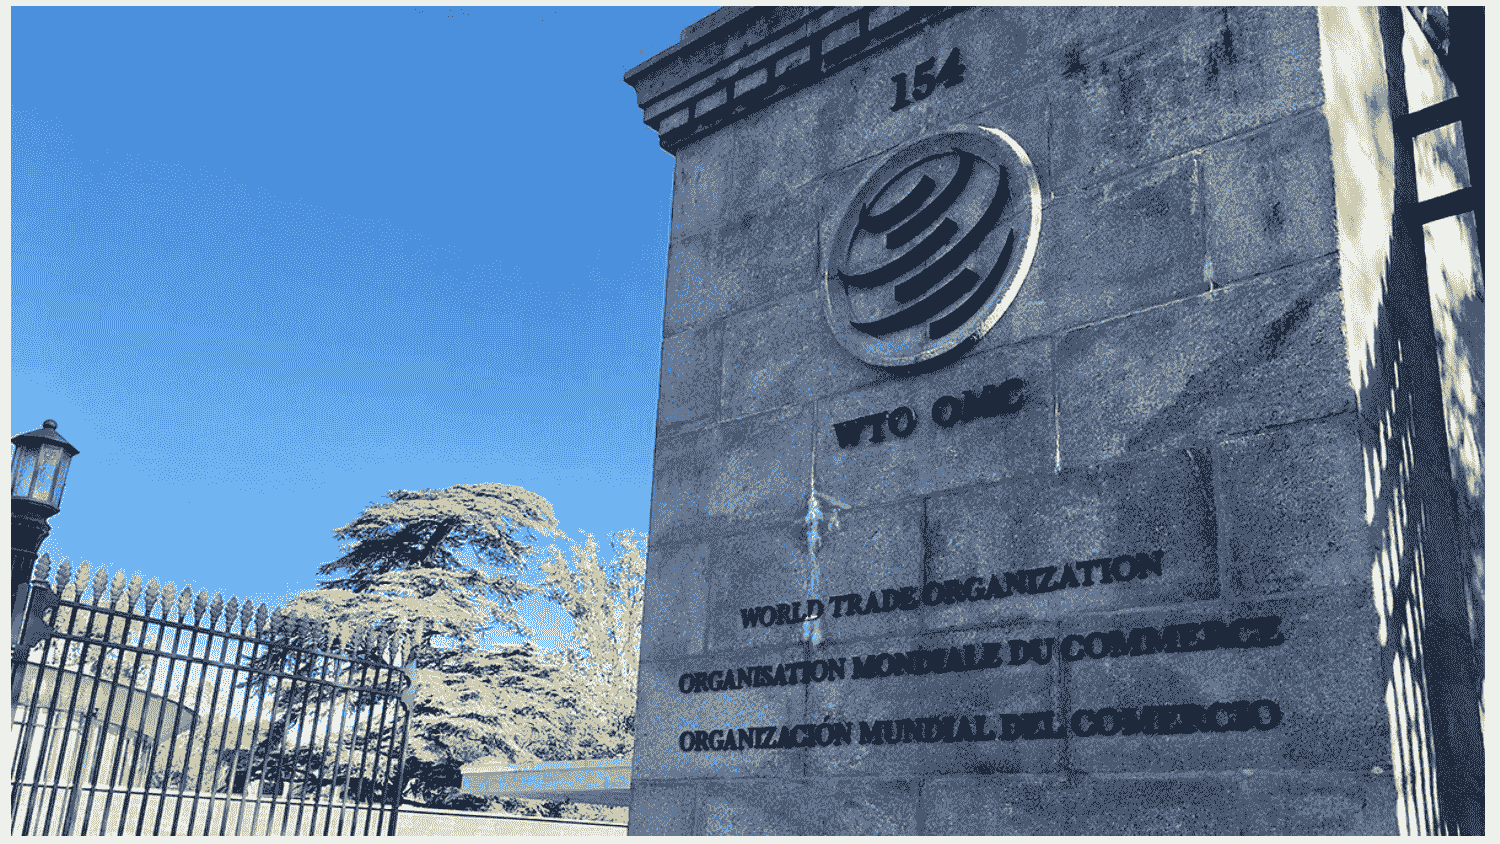 154
WTO OMC
WORLD TRADE ORGANIZATION
ORGANISATION MONDIALE DU COMMERCE
ORGANIZACIÓN MUNDIAL DEL COMERCIO